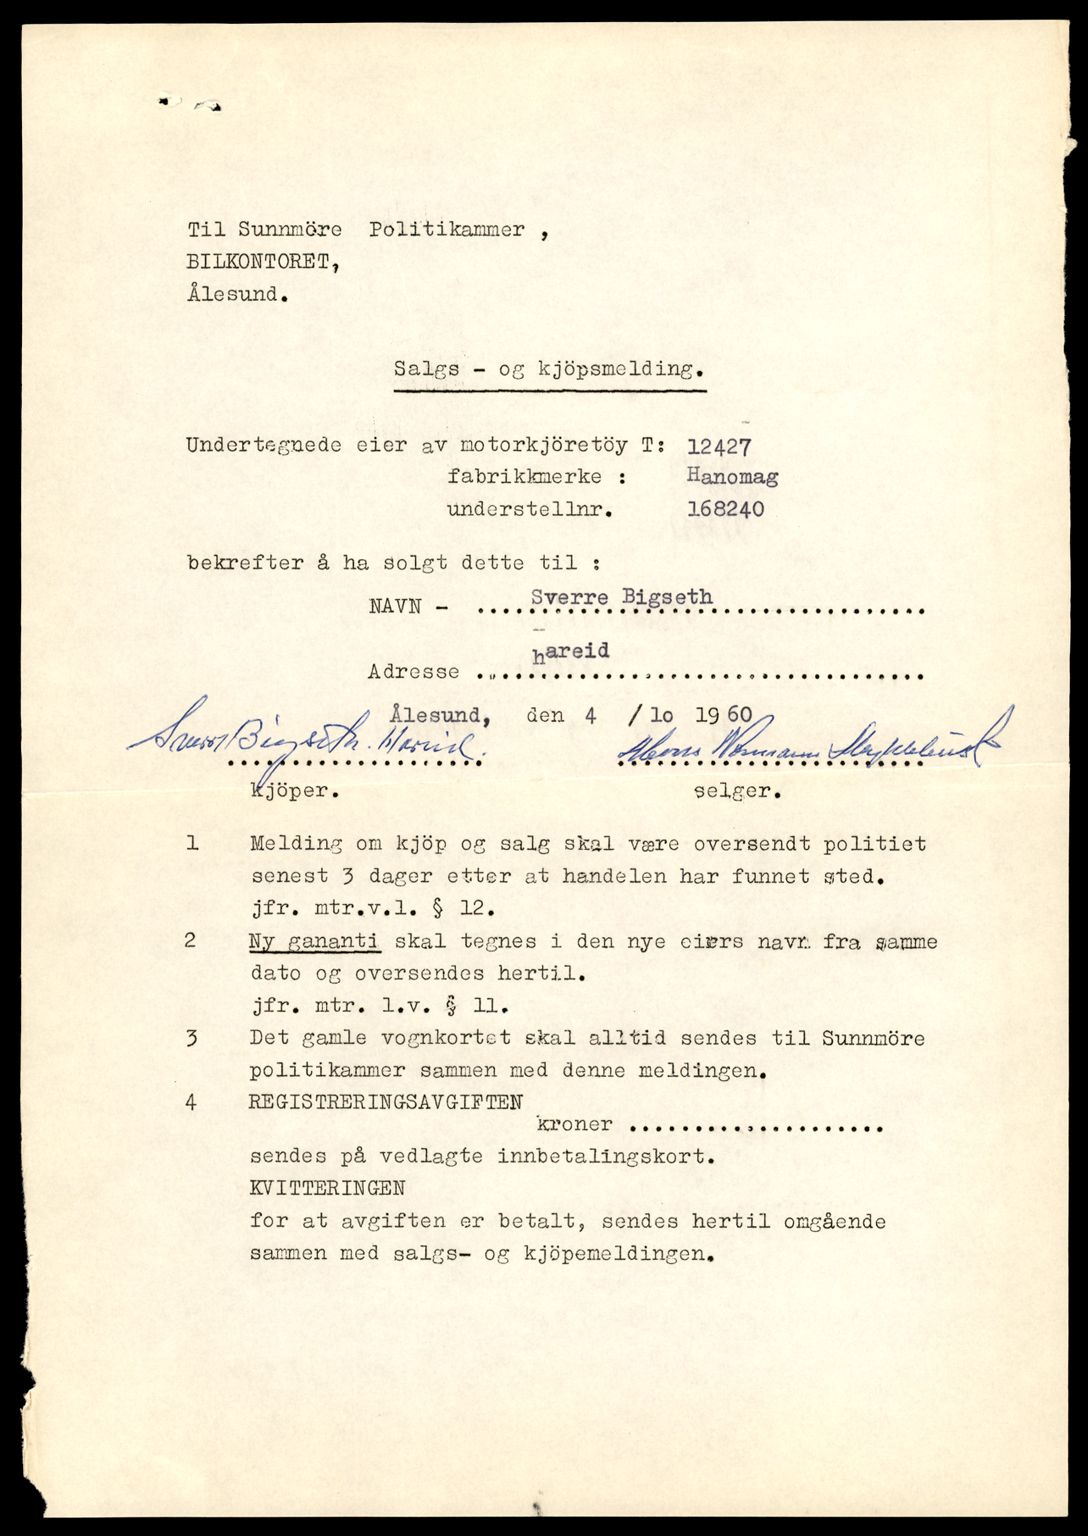 Til Sunnmöre Politikammer ,
BILKONTORET,
Ålesund.
Salgs - og kjöpsmelding.
Undertegnede eier av motorkjöretöy T: 12427
fabrikkmerke : Hanomag
understellnr. 168240
bekrefter å ha solgt dette til :
NAVN - Sverre Bigseth
Adresse hareid
Ålesund, den 4 /10 1960
Sverre Bigseth. Hareid.
kjöper. selger.
1 Melding om kjöp og salg skal være oversendt politiet
senest 3 dager etter at handelen har funnet sted.
jfr. mtr.v.l. § 12.
2 Ny gananti skal tegnes i den nye eiers navn fra samme
dato og oversendes hertil.
jfr. mtr. l.v. § 11.
3 Det gamle vognkortet skal alltid sendes til Sunnmöre
politikammer sammen med denne meldingen.
4 REGISTRERINGSAVGIFTEN
kroner ....................
sendes på vedlagte innbetalingskort.
KVITTERINGEN
for at avgiften er betalt, sendes hertil omgående
sammen med salgs- og kjöpemeldingen.